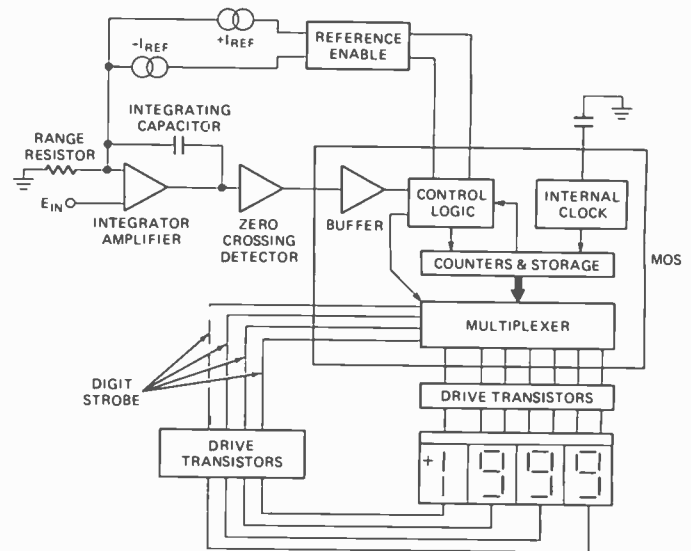 +IREF
REFERENCE
ENABLE
-IREF
INTEGRATING
CAPACITOR
RANGE
RESISTOR
EIN
INTEGRATOR
AMPLIFIER
ZERO
CROSSING
DETECTOR
BUFFER
CONTROL
LOGIC
INTERNAL
CLOCK
COUNTERS & STORAGE
MOS
MULTIPLEXER
DIGIT
STROBE
DRIVE TRANSISTORS
DRIVE
TRANSISTORS
+1999